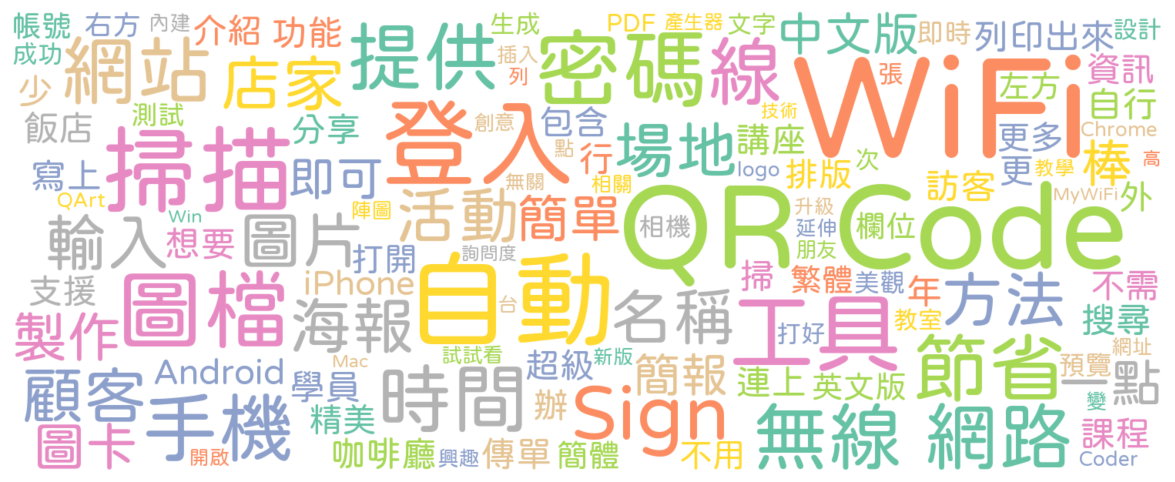 帳號 右方 內建 介紹 功能 提供 生成 PDF 產生器 文字 中文版 即時 列印出來 設計
成功 網站 店家 插入 列 密碼 線 WiFi 張 左方 資訊
少 測試 分享 登入 創意 包含 技術 自行
飯店 掃描 點 行 場地 講座 更多 Chrome 棒
寫上 即可 無關 相關 logo 排版 次 訪客 更 教學 高
QArt Win 陣圖 活動 台 簡單 QR Code 升級 MyWiFi 外
輸入 想要 圖片 打開 詢問度 相機 延伸 欄位
支援 圖檔 iPhone 海報 自動 名稱 朋友 掃 繁體 美觀 年 方法 不需
製作 Mac 試試看 新版 工具 打好 教室 搜尋
顧客 Android 學員 時間 超級 簡報 連上 英文版 節省 預覽 網址 一點
圖卡 手機 精美 辦 Sign 無線 網路 變 課程
開啟 咖啡廳 興趣 傳單 簡體 不用 Coder